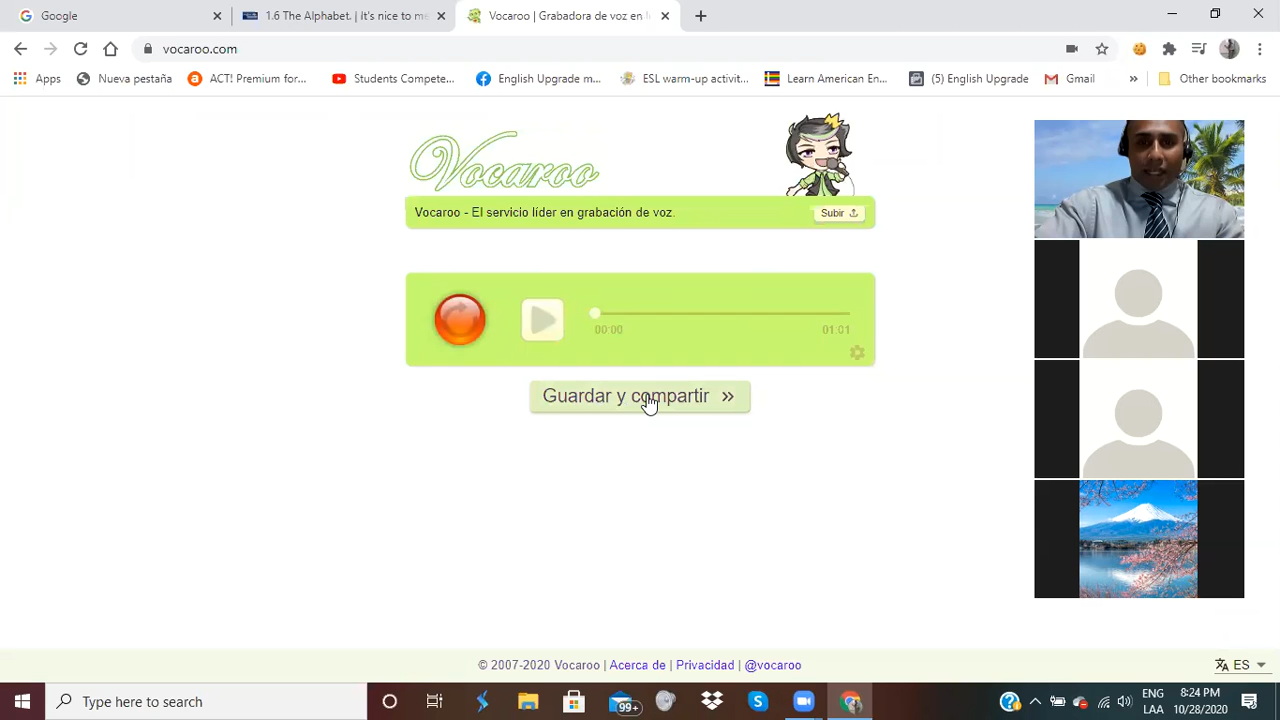 Google
1.6 The Alphabet. | it's nice to me
Vocaroo | Grabadora de voz en l
vocaroo.com
Apps
Nueva pestaña
ACT! Premium for...
Students Compete...
English Upgrade m...
ESL warm-up activit...
Learn American En...
(5) English Upgrade
Gmail
»
Other bookmarks
Vocaroo
Vocaroo - El servicio líder en grabación de voz.
Subir
00:00
01:01
Guardar y compartir »
© 2007-2020 Vocaroo | Acerca de | Privacidad | @vocaroo
ES
Type here to search
99+
ENG
LAA
8:24 PM
10/28/2020